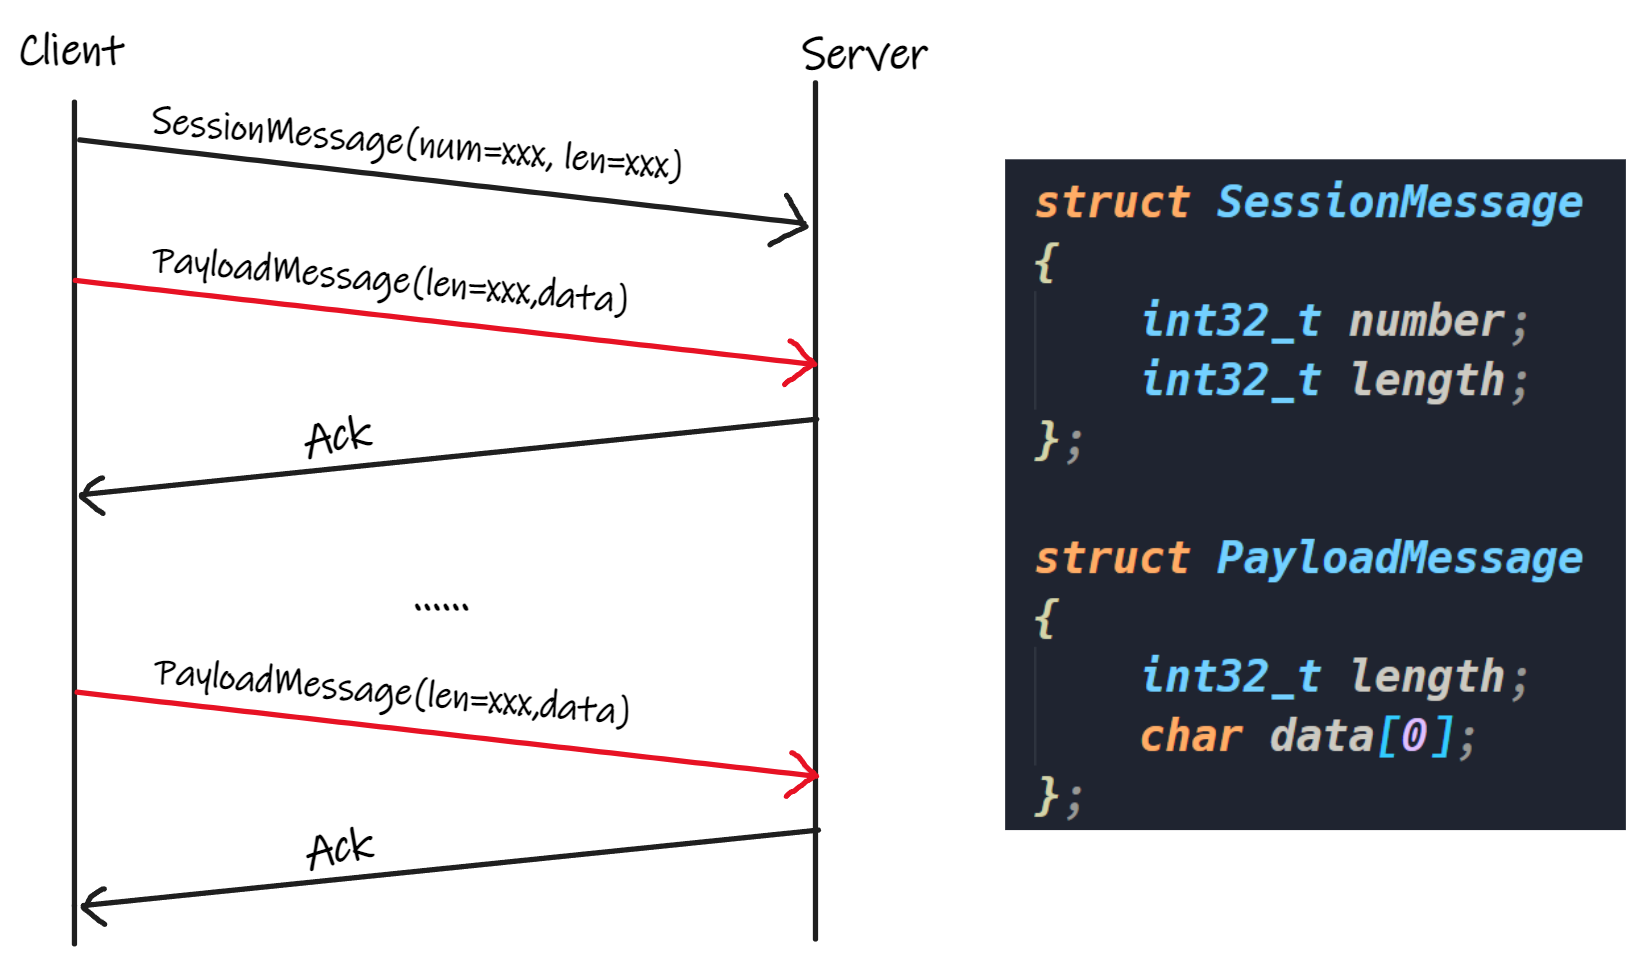 Client
Server
SessionMessage(num=xxx, len=xxx)
PayloadMessage(len=xxx,data)
Ack
......
PayloadMessage(len=xxx,data)
Ack
struct SessionMessage
{
int32_t number;
int32_t length;
};
struct PayloadMessage
{
int32_t length;
char data[0];
};